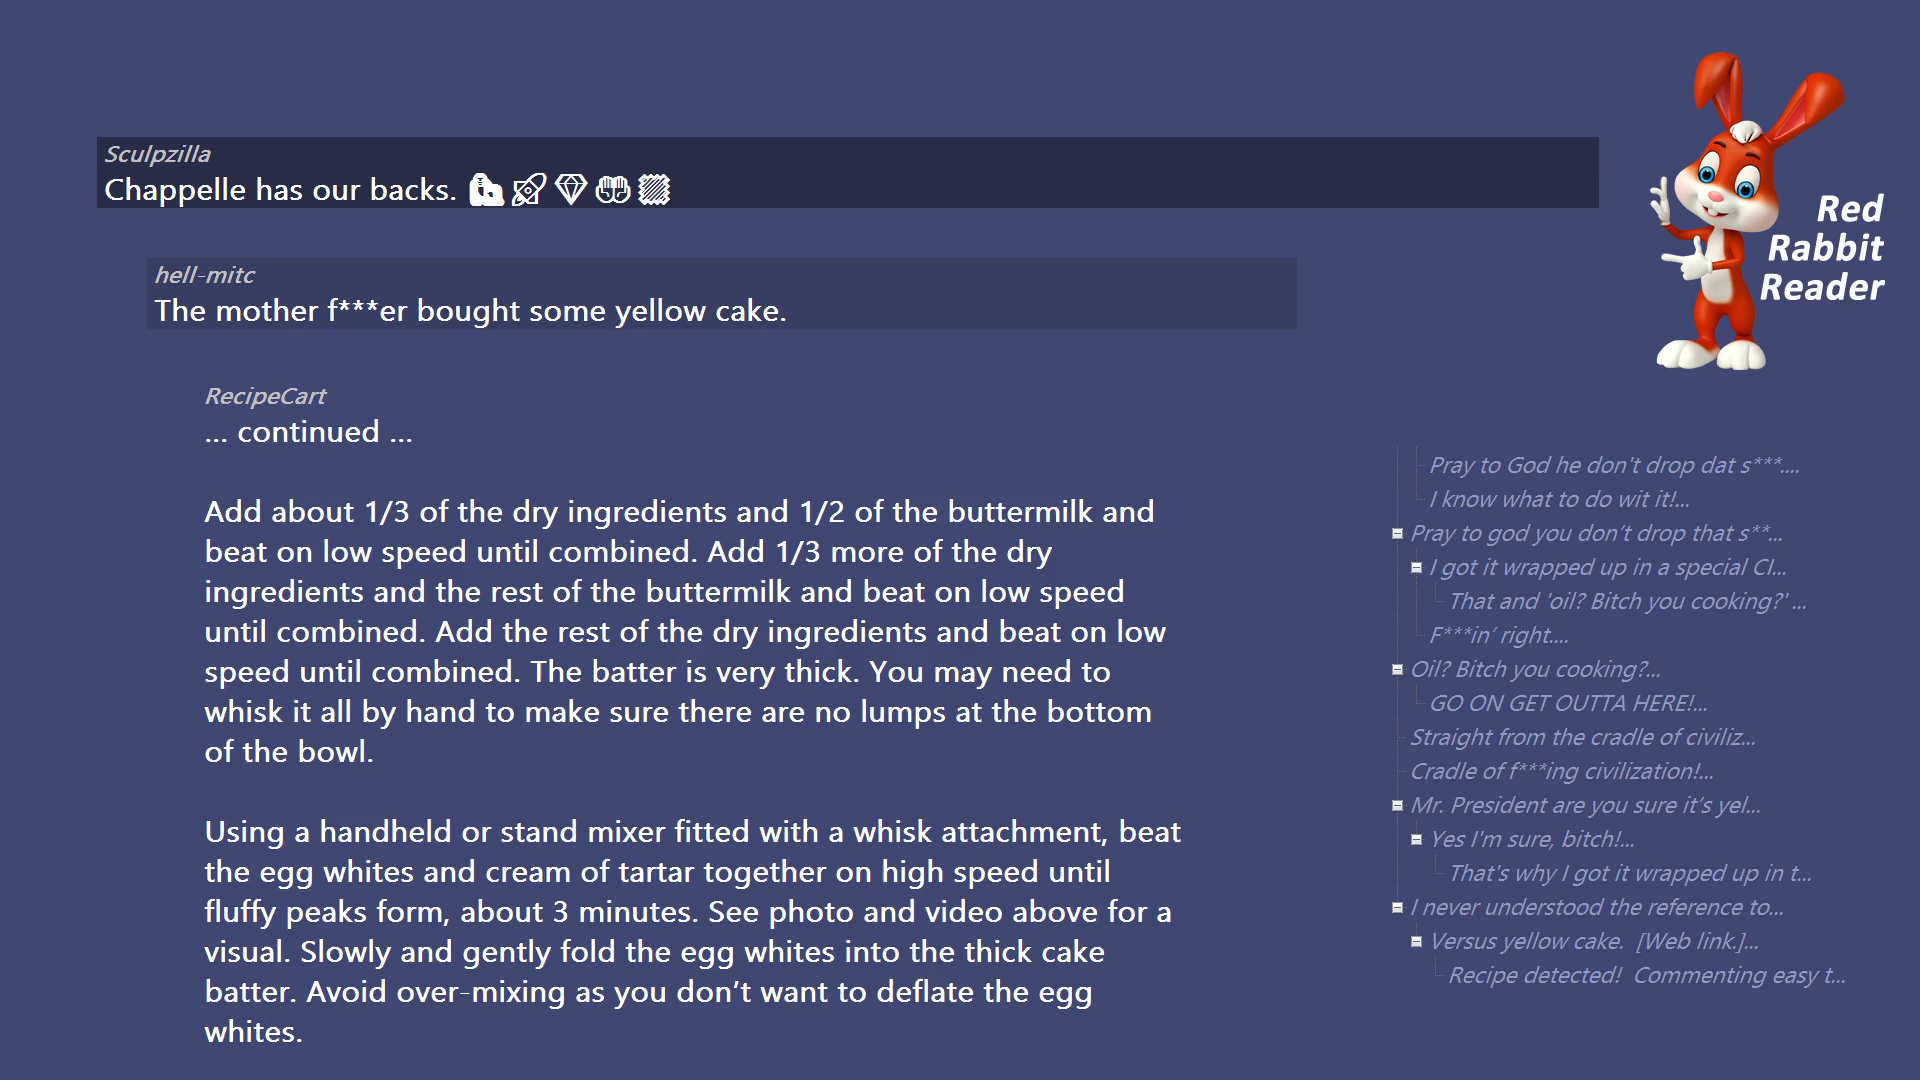 Sculpzilla
Chappelle has our backs.
hell-mitc
The mother f***er bought some yellow cake.
RecipeCart
... continued ...
Add about 1/3 of the dry ingredients and 1/2 of the buttermilk and
beat on low speed until combined. Add 1/3 more of the dry
ingredients and the rest of the buttermilk and beat on low speed
until combined. Add the rest of the dry ingredients and beat on low
speed until combined. The batter is very thick. You may need to
whisk it all by hand to make sure there are no lumps at the bottom
of the bowl.
Using a handheld or stand mixer fitted with a whisk attachment, beat
the egg whites and cream of tartar together on high speed until
fluffy peaks form, about 3 minutes. See photo and video above for a
visual. Slowly and gently fold the egg whites into the thick cake
batter. Avoid over-mixing as you don’t want to deflate the egg
whites.
Red
Rabbit
Reader
Pray to God he don't drop dat s***....
I know what to do wit it!...
Pray to god you don’t drop that s**...
I got it wrapped up in a special CI...
That and 'oil? Bitch you cooking?' ...
F***in’ right....
Oil? Bitch you cooking?...
GO ON GET OUTTA HERE!...
Straight from the cradle of civiliz...
Cradle of f***ing civilization!...
Mr. President are you sure it’s yel...
Yes I'm sure, bitch!...
That's why I got it wrapped up in t...
I never understood the reference to...
Versus yellow cake.  [Web link.]...
Recipe detected!  Commenting easy t...